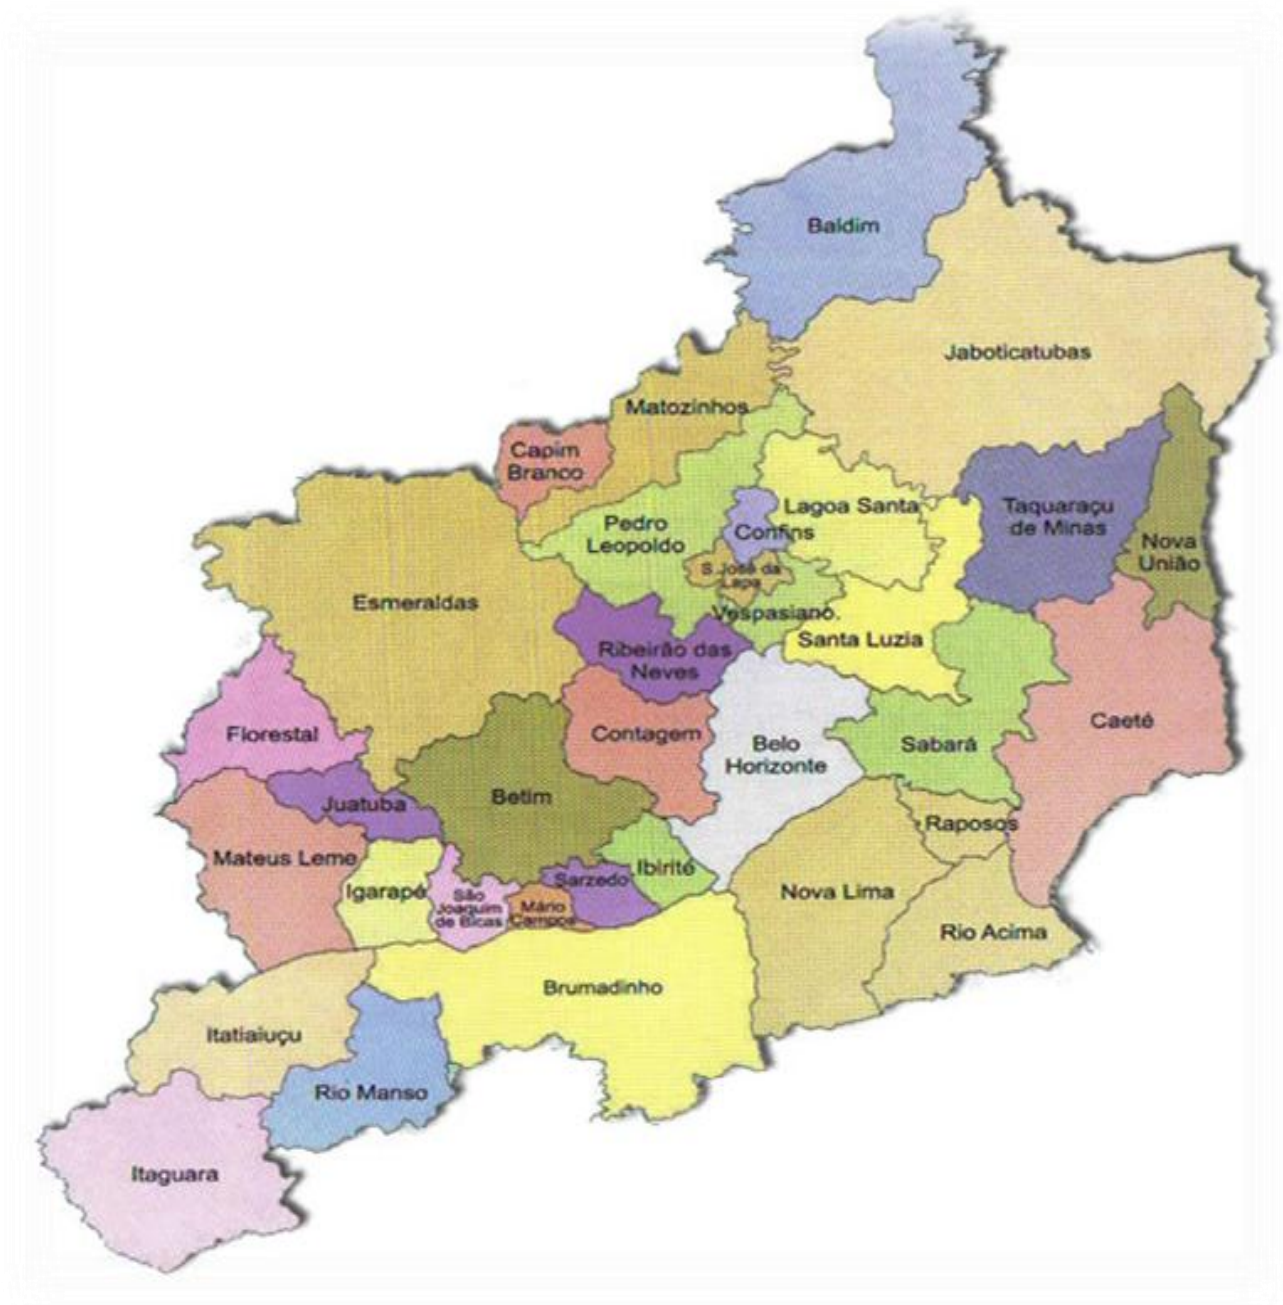 Baldim
Jaboticatubas
Matozinhos
Capim
Branco
Lagoa Santa
Taquaraçu
de Minas
Pedro
Leopoldo
Confins
Nova
União
S.José da
Lapa
Esmeraldas
Vespasiano.
Santa Luzia
Ribeirão das
Neves
Caeté
Florestal
Contagem
Belo
Horizonte
Sabará
Juatuba
Betim
Raposos
Mateus Leme
Igarapé
Ibirité
Sarzedo
Nova Lima
São
Joaquim
de Bicas
Mário
Campos
Rio Acima
Brumadinho
Itatiaiuçu
Rio Manso
Itaguara